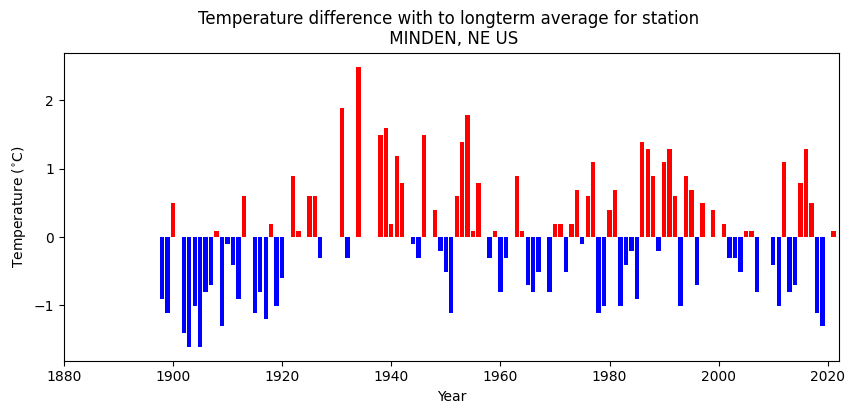 Temperature difference with to longterm average for station
MINDEN, NE US
Temperature (°C)
2
1
0
−1
1880 1900 1920 1940 1960 1980 2000 2020
Year